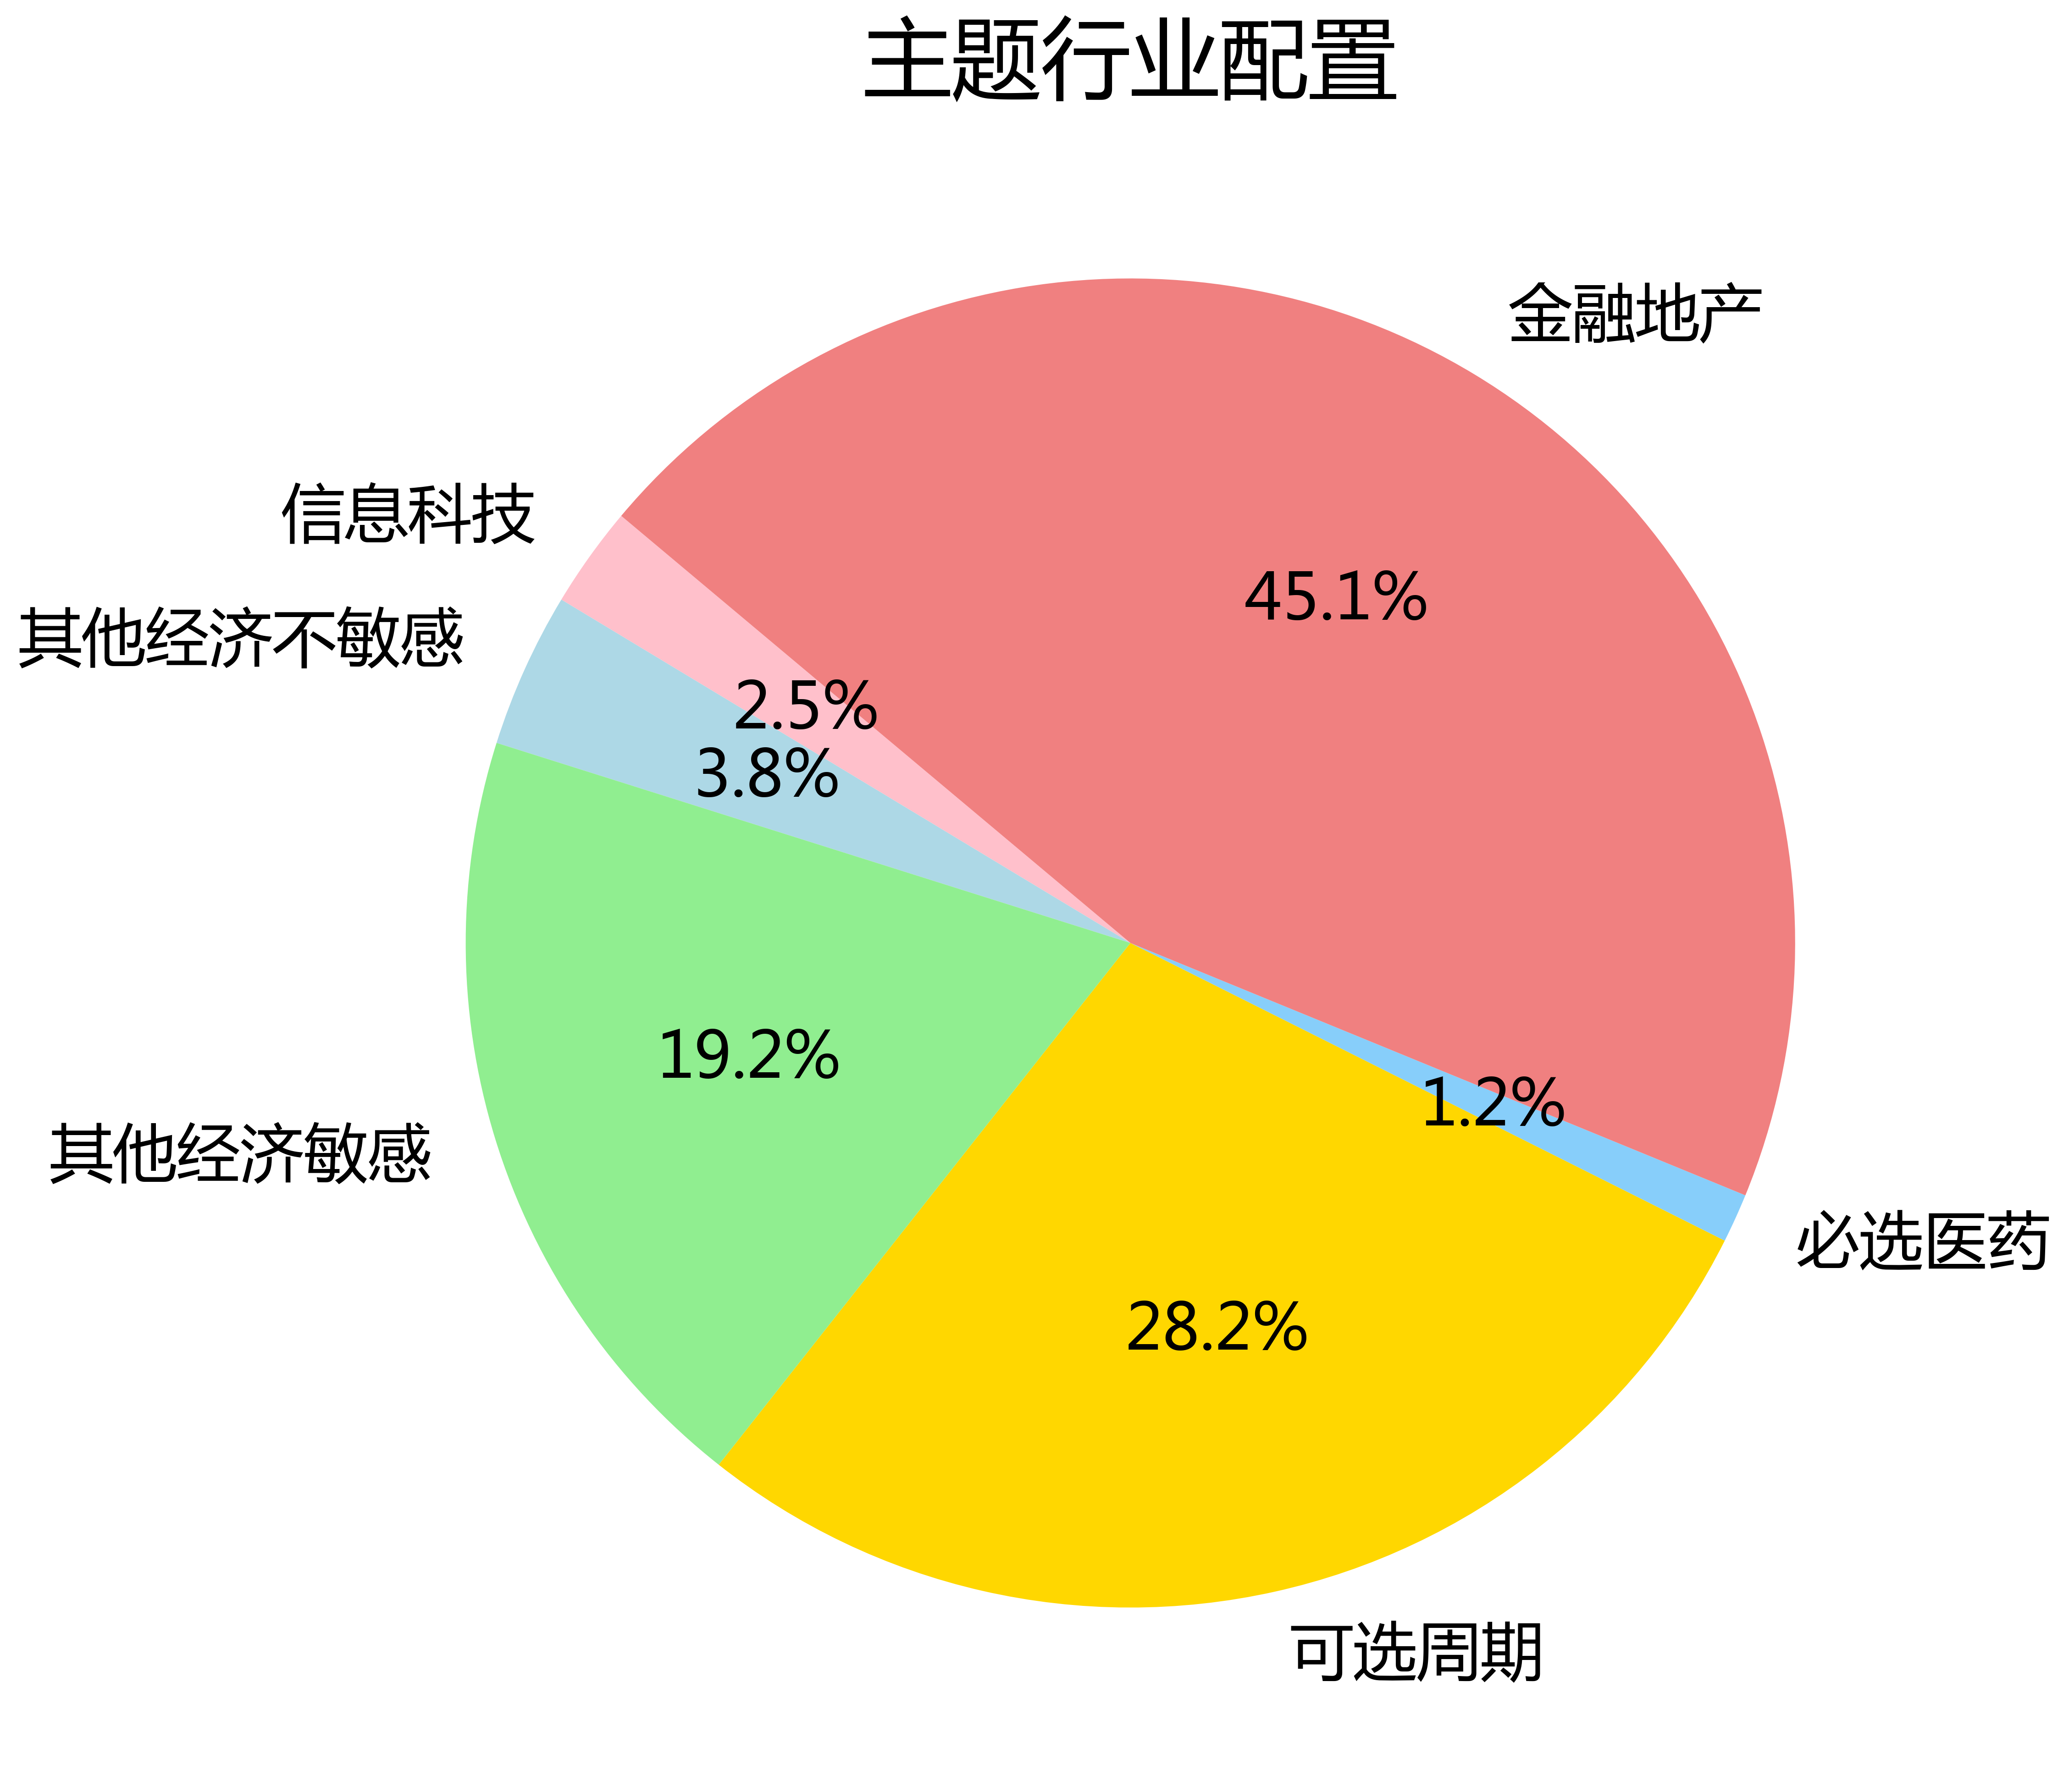 主题行业配置
金融地产
45.1%
信息科技
2.5%
其他经济不敏感
3.8%
其他经济敏感
19.2%
必选医药
1.2%
可选周期
28.2%